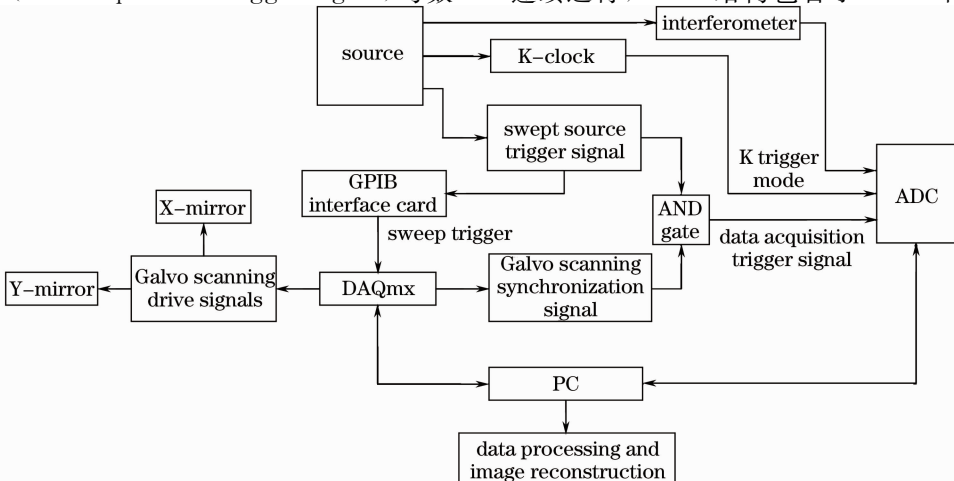 source
interferometer
K-clock
swept source
trigger signal
K trigger
mode
ADC
GPIB
interface card
X-mirror
AND
gate
sweep trigger
data acquisition
trigger signal
Galvo scanning
drive signals
Y-mirror
DAQmx
Galvo scanning
synchronization
signal
PC
data processing and
image reconstruction